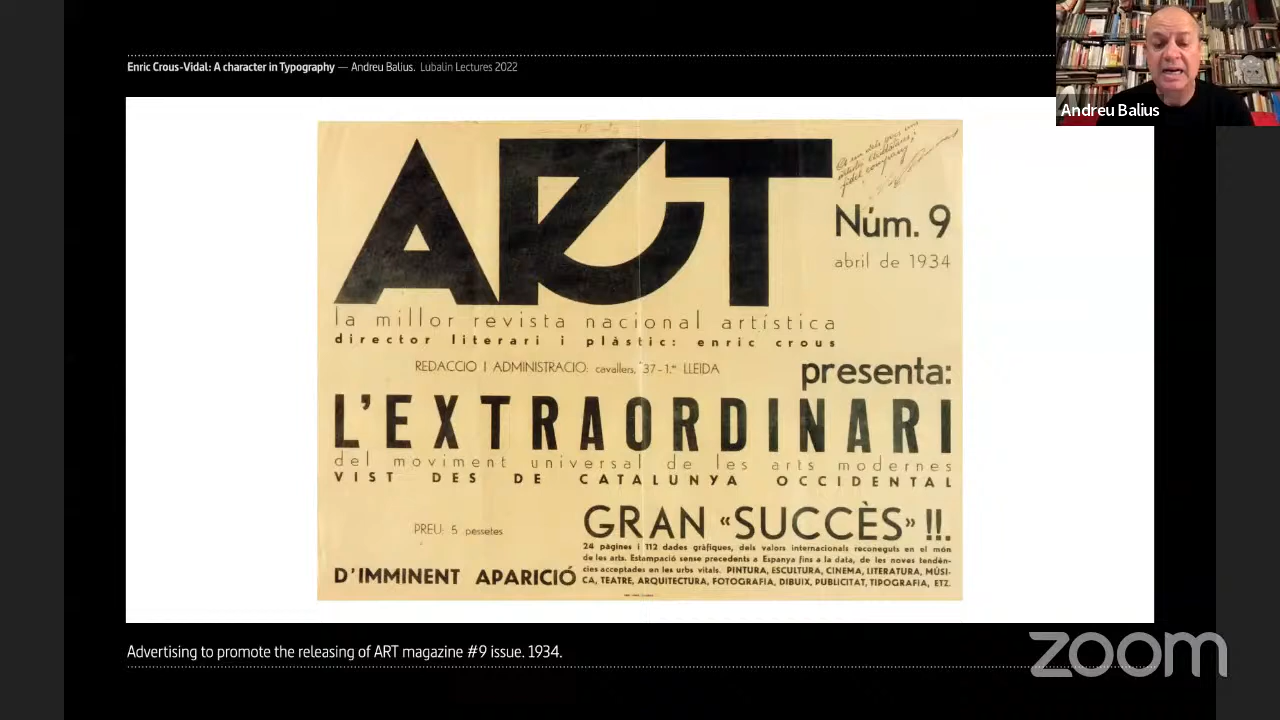 Enric Crous-Vidal: A character in Typography — Andreu Balius. Lubalin Lectures 2022
Andreu Balius
ART
Núm. 9
abril de 1934
la millor revista nacional artística
director literari i plàstic: enric crous
REDACCIO I ADMINISTRACIO: cavallers, 37-1.er LLEIDA
presenta:
L'EXTRAORDINARI
del moviment universal de les arts modernes
VIST DES DE CATALUNYA OCCIDENTAL
GRAN «SUCCÈS» !!.
PREU: 5 pessetes
24 pàgines i 112 dades gràfiques, dels valors internacionals reconeguts en el món
de les arts. Estampació sense precedents a Espanya fins a la data, de les noves tendèn-
cies acceptades en les urbs vitals. PINTURA, ESCULTURA, CINEMA, LITERATURA, MÚSI-
CA, TEATRE, ARQUITECTURA, FOTOGRAFIA, DIBUIX, PUBLICITAT, TIPOGRAFIA, ETZ.
D'IMMINENT APARICIÓ
Advertising to promote the releasing of ART magazine #9 issue. 1934.
zoom